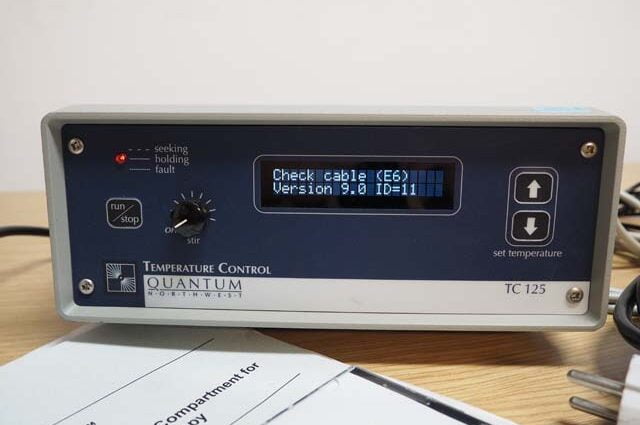 seeking
holding
fault
run/stop
on
stir
Check cable (E6)
Version 9.0 ID=11
set temperature
TEMPERATURE CONTROL
QUANTUM
NORTHWEST
TC 125
Compartment for